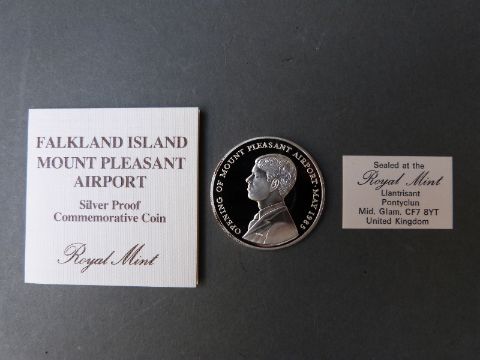 FALKLAND ISLAND
MOUNT PLEASANT
AIRPORT
Silver Proof
Commemorative Coin
Royal Mint
OPENING OF MOUNT PLEASANT AIRPORT·MAY 1985
Sealed at the
Royal Mint
Llantrisant
Pontyclun
Mid. Glam. CF7 8YT
United Kingdom